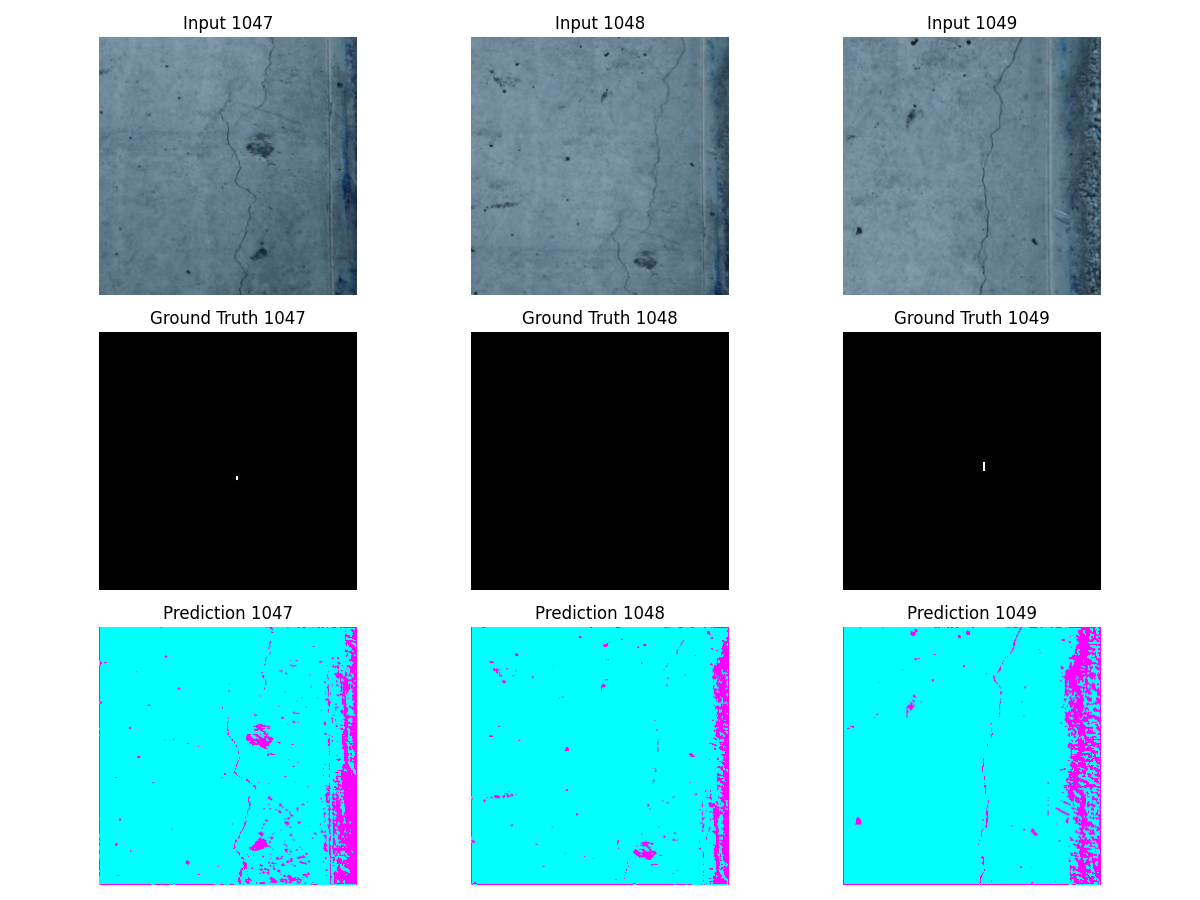 Input 1047
Input 1048
Input 1049
Ground Truth 1047
Ground Truth 1048
Ground Truth 1049
Prediction 1047
Prediction 1048
Prediction 1049